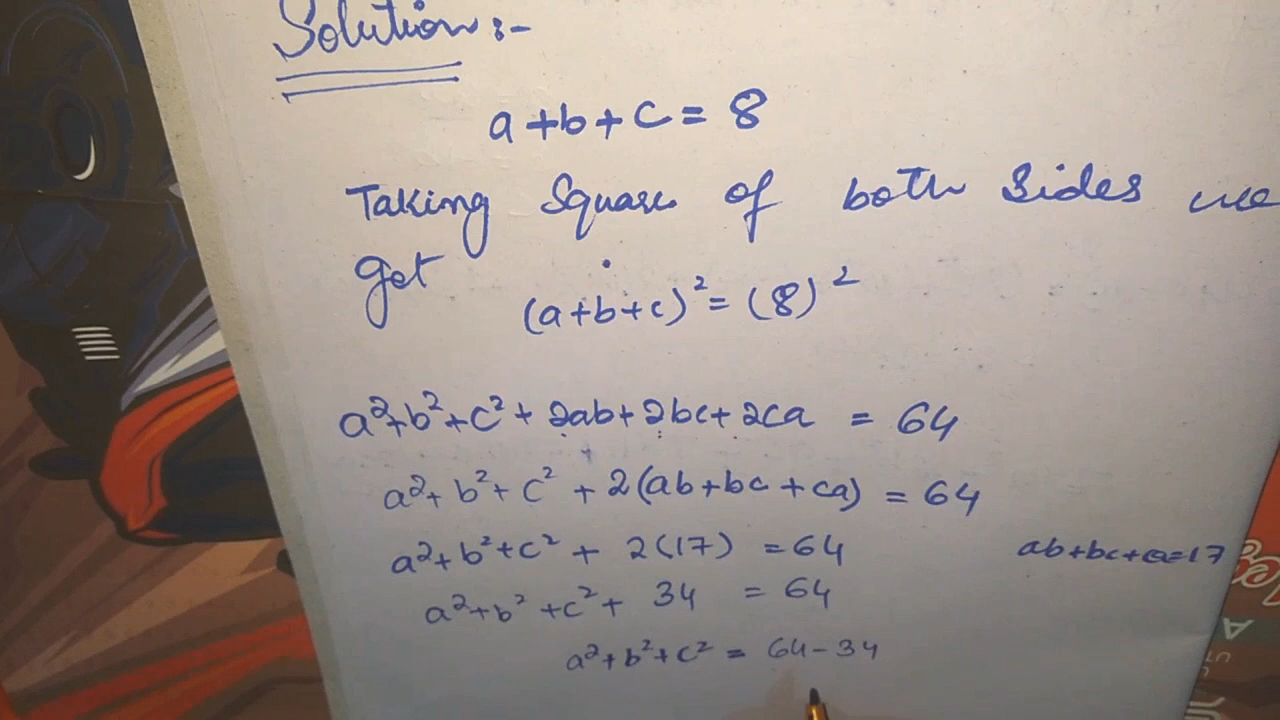 Solution :-
a+b+c = 8
Taking Square of both Sides we
get
(a+b+c)² = (8)²
a²+b²+c²+ 2ab+2bc+2ca = 64
a²+ b²+ c² + 2(ab+bc+ca) = 64
a²+b²+c² + 2(17) = 64
ab+bc+ca=17
a²+b²+c²+ 34 = 64
a²+b²+c² = 64-34